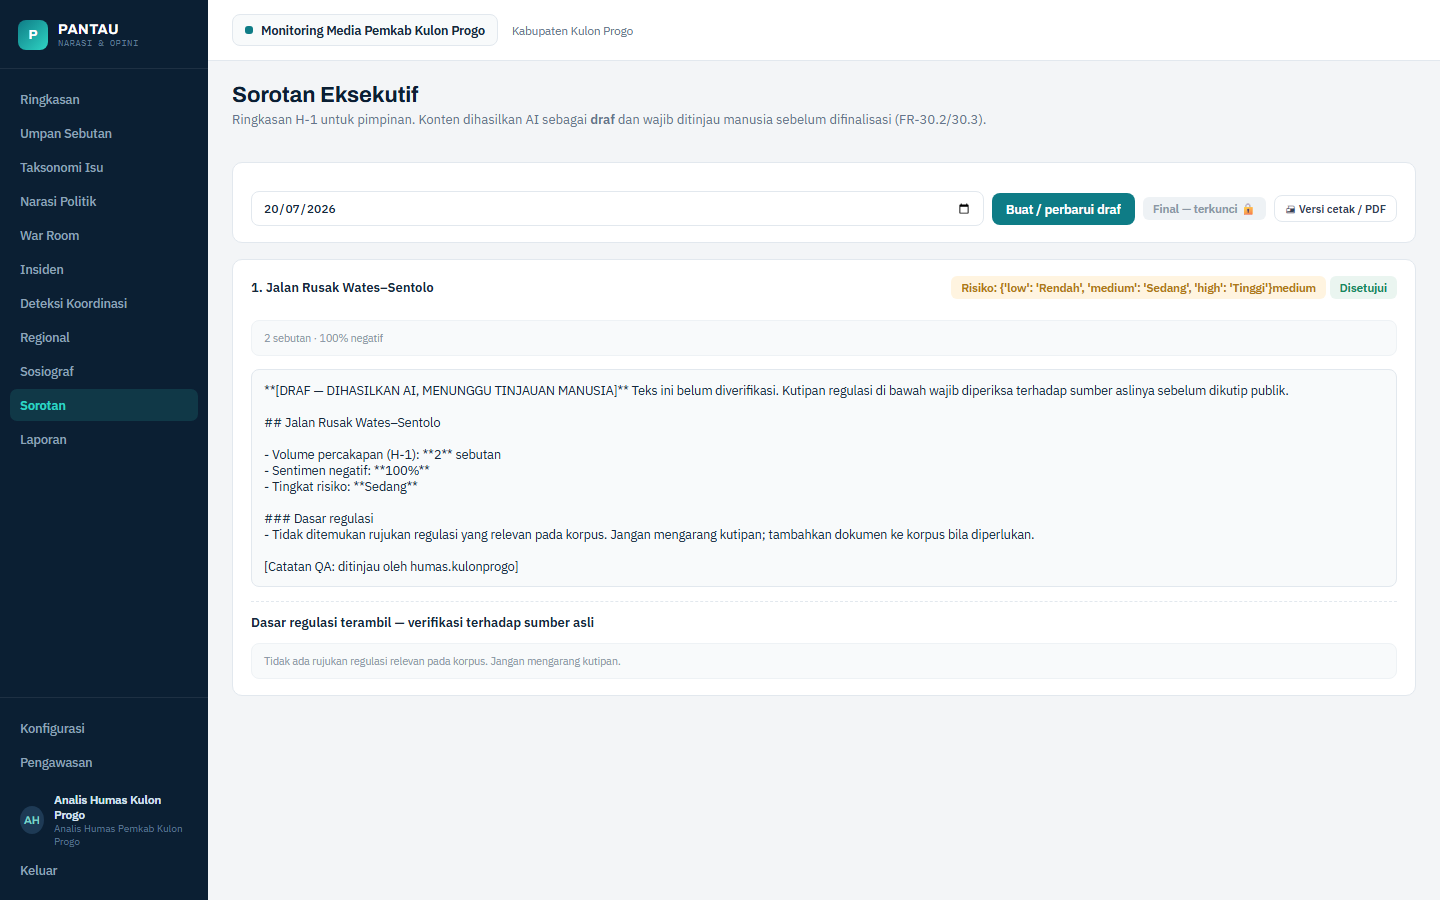 P
PANTAU
NARASI & OPINI
Ringkasan
Umpan Sebutan
Taksonomi Isu
Narasi Politik
War Room
Insiden
Deteksi Koordinasi
Regional
Sosiograf
Sorotan
Laporan
Konfigurasi
Pengawasan
AH
Analis Humas Kulon
Progo
Analis Humas Pemkab Kulon
Progo
Keluar
Monitoring Media Pemkab Kulon Progo
Kabupaten Kulon Progo
Sorotan Eksekutif
Ringkasan H-1 untuk pimpinan. Konten dihasilkan AI sebagai draf dan wajib ditinjau manusia sebelum difinalisasi (FR-30.2/30.3).
20/07/2026
Buat / perbarui draf
Final — terkunci 🔒
Versi cetak / PDF
1. Jalan Rusak Wates–Sentolo
Risiko: {'low': 'Rendah', 'medium': 'Sedang', 'high': 'Tinggi'}medium
Disetujui
2 sebutan · 100% negatif
**[DRAF — DIHASILKAN AI, MENUNGGU TINJAUAN MANUSIA]** Teks ini belum diverifikasi. Kutipan regulasi di bawah wajib diperiksa terhadap sumber aslinya sebelum dikutip publik.
## Jalan Rusak Wates–Sentolo
- Volume percakapan (H-1): **2** sebutan
- Sentimen negatif: **100%**
- Tingkat risiko: **Sedang**
### Dasar regulasi
- Tidak ditemukan rujukan regulasi yang relevan pada korpus. Jangan mengarang kutipan; tambahkan dokumen ke korpus bila diperlukan.
[Catatan QA: ditinjau oleh humas.kulonprogo]
Dasar regulasi terambil — verifikasi terhadap sumber asli
Tidak ada rujukan regulasi relevan pada korpus. Jangan mengarang kutipan.